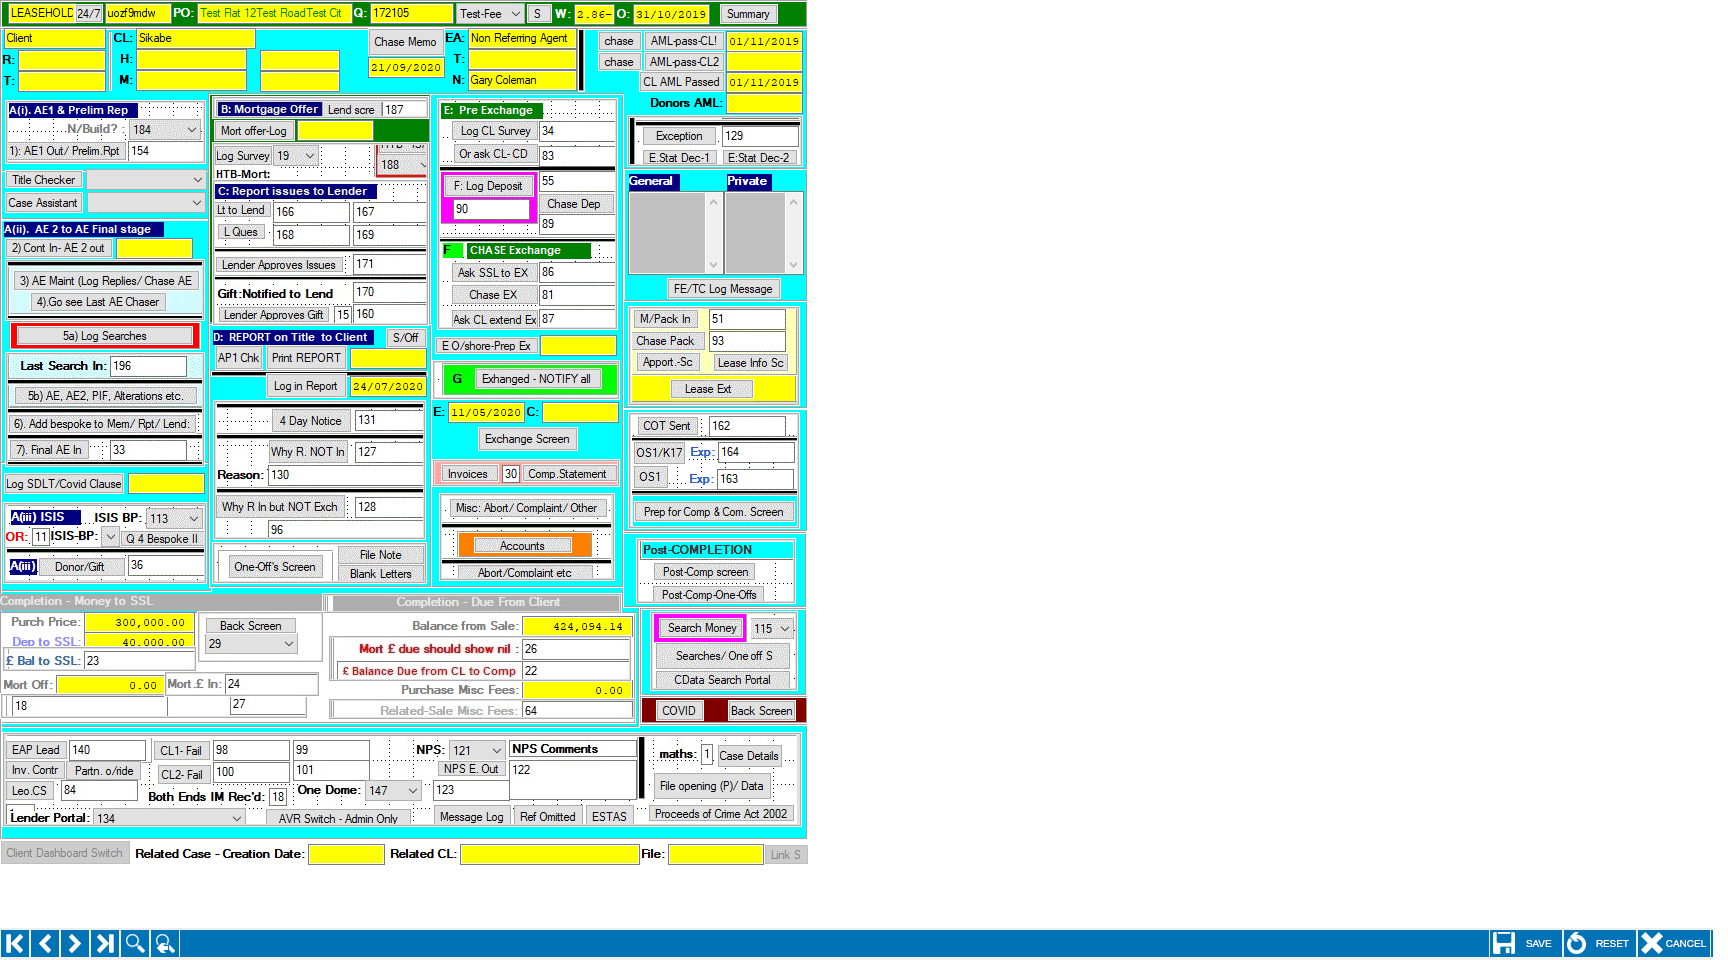 LEASEHOLD 24/7 uozf9mdw PO: Test Flat 12Test RoadTest Cit Q: 172105 Test-Fee S W: 2.86- O: 31/10/2019 Summary
Client CL: Sikabe Chase Memo EA: Non Referring Agent chase AML-pass-CL! 01/11/2019
R: H: T: chase AML-pass-CL2
21/09/2020
T: M: N: Gary Coleman CL AML Passed 01/11/2019
Donors AML:
A(i). AE1 & Prelim Rep
N/Build? : 184
1): AE1 Out/ Prelim.Rpt 154
Title Checker
Case Assistant
A(ii). AE 2 to AE Final stage
2) Cont In- AE 2 out
3) AE Maint (Log Replies/ Chase AE
4).Go see Last AE Chaser
5a) Log Searches
Last Search In: 196
5b) AE, AE2, PIF, Alterations etc.
6). Add bespoke to Mem/ Rpt/ Lend:
7). Final AE In 33
Log SDLT/Covid Clause
A(iii) ISIS ISIS BP: 113
OR: 11 ISIS-BP: Q 4 Bespoke II
A(iii) Donor/Gift 36
B: Mortgage Offer Lend scre 187
Mort offer-Log
Log Survey 19
188
HTB-Mort:
C: Report issues to Lender
Lt to Lend 166 167
L Ques 168 169
Lender Approves Issues 171
Gift:Notified to Lend 170
Lender Approves Gift 15 160
D: REPORT on Title to Client S/Off
AP1 Chk Print REPORT
Log in Report 24/07/2020
4 Day Notice 131
Why R. NOT In 127
Reason: 130
Why R In but NOT Exch 128
96
One-Off's Screen File Note
Blank Letters
E: Pre Exchange
Log CL Survey 34
Or ask CL- CD 83
F: Log Deposit 55
90 Chase Dep
89
F CHASE Exchange
Ask SSL to EX 86
Chase EX 81
Ask CL extend Ex 87
E O/shore-Prep Ex
G Exhanged - NOTIFY all
E: 11/05/2020 C:
Exchange Screen
Invoices 30 Comp.Statement
Misc: Abort/ Complaint/ Other
Accounts
Abort/Complaint etc
Exception 129
E.Stat Dec-1 E:Stat Dec-2
General Private
FE/TC Log Message
M/Pack In 51
Chase Pack 93
Apport.-Sc Lease Info Sc
Lease Ext
COT Sent 162
OS1/K17 Exp: 164
OS1 Exp: 163
Prep for Comp & Com. Screen
Post-COMPLETION
Post-Comp screen
Post-Comp-One-Offs
Search Money 115
Searches/ One off S
CData Search Portal
COVID Back Screen
Completion - Money to SSL
Purch Price: 300,000.00 Back Screen
Dep to SSL: 40.000.00 29
£ Bal to SSL: 23
Mort Off: 0.00 Mort.£ In: 24
18 27
Completion - Due From Client
Balance from Sale: 424,094.14
Mort £ due should show nil : 26
£ Balance Due from CL to Comp 22
Purchase Misc Fees: 0.00
Related-Sale Misc Fees: 64
EAP Lead 140 CL1- Fail 98 99 NPS: 121 NPS Comments maths: 1 Case Details
Inv. Contr Partn. o/ride CL2- Fail 100 101 NPS E. Out 122
Leo.CS 84 Both Ends IM Rec'd: 18 One Dome: 147 123 File opening (P)/ Data
Lender Portal: 134 AVR Switch - Admin Only Message Log Ref Omitted ESTAS Proceeds of Crime Act 2002
Client Dashboard Switch Related Case - Creation Date: Related CL: File: Link S
SAVE RESET CANCEL